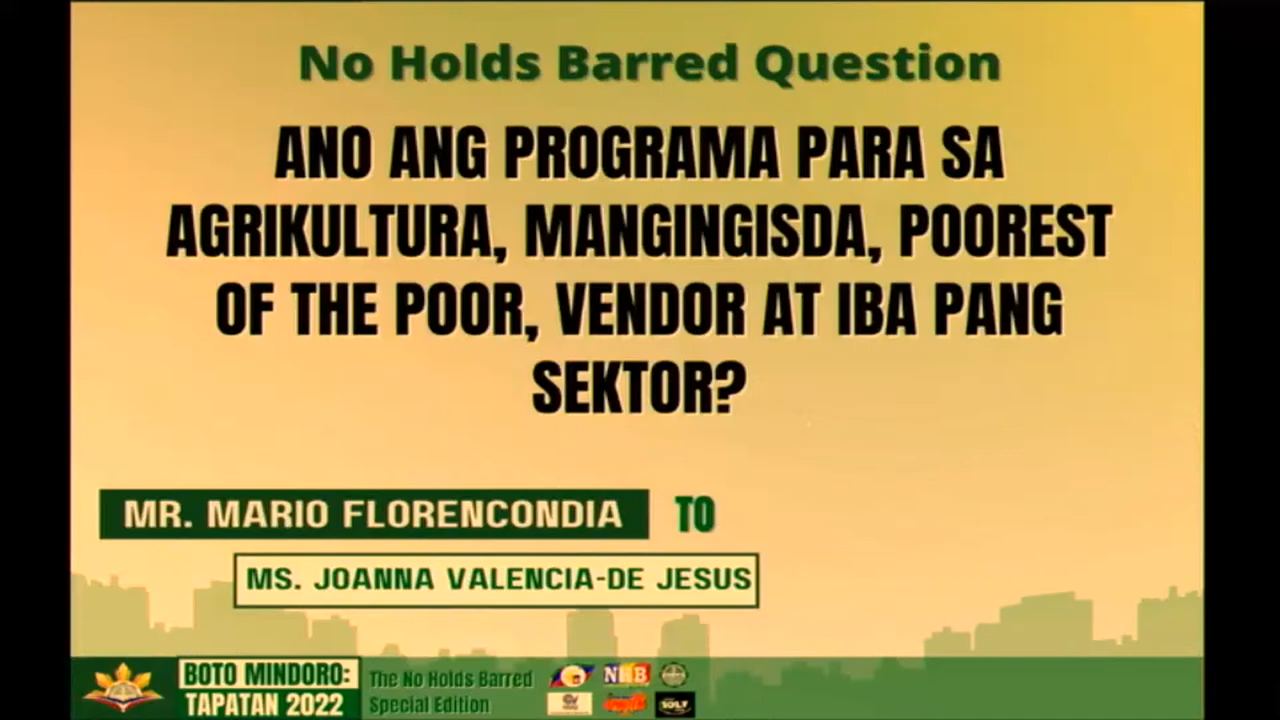 No Holds Barred Question
ANO ANG PROGRAMA PARA SA
AGRIKULTURA, MANGINGISDA, POOREST
OF THE POOR, VENDOR AT IBA PANG
SEKTOR?
MR. MARIO FLORENCONDIA TO
MS. JOANNA VALENCIA-DE JESUS
BOTO MINDORO:
TAPATAN 2022
The No Holds Barred
Special Edition
NHB